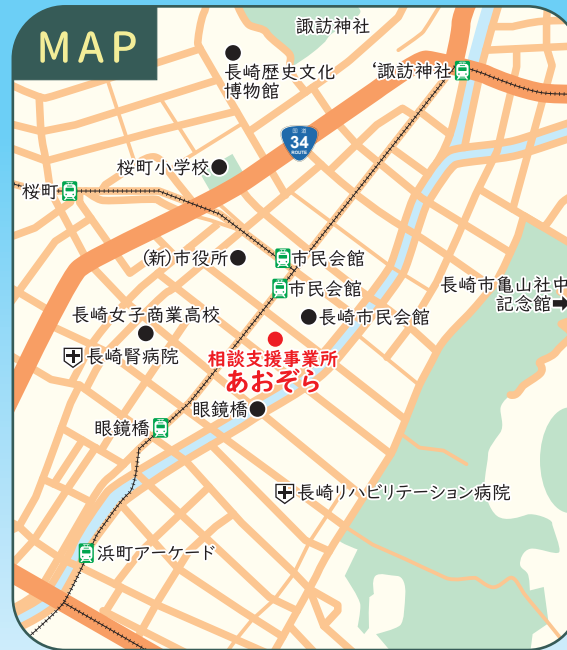 MAP
諏訪神社
長崎歴史文化
博物館
‘諏訪神社
国道
34
ROUTE
桜町小学校
桜町
(新)市役所
市民会館
市民会館
長崎市亀山社中
記念館
長崎女子商業高校
長崎市民会館
長崎腎病院
相談支援事業所
あおぞら
眼鏡橋
眼鏡橋
長崎リハビリテーション病院
浜町アーケード